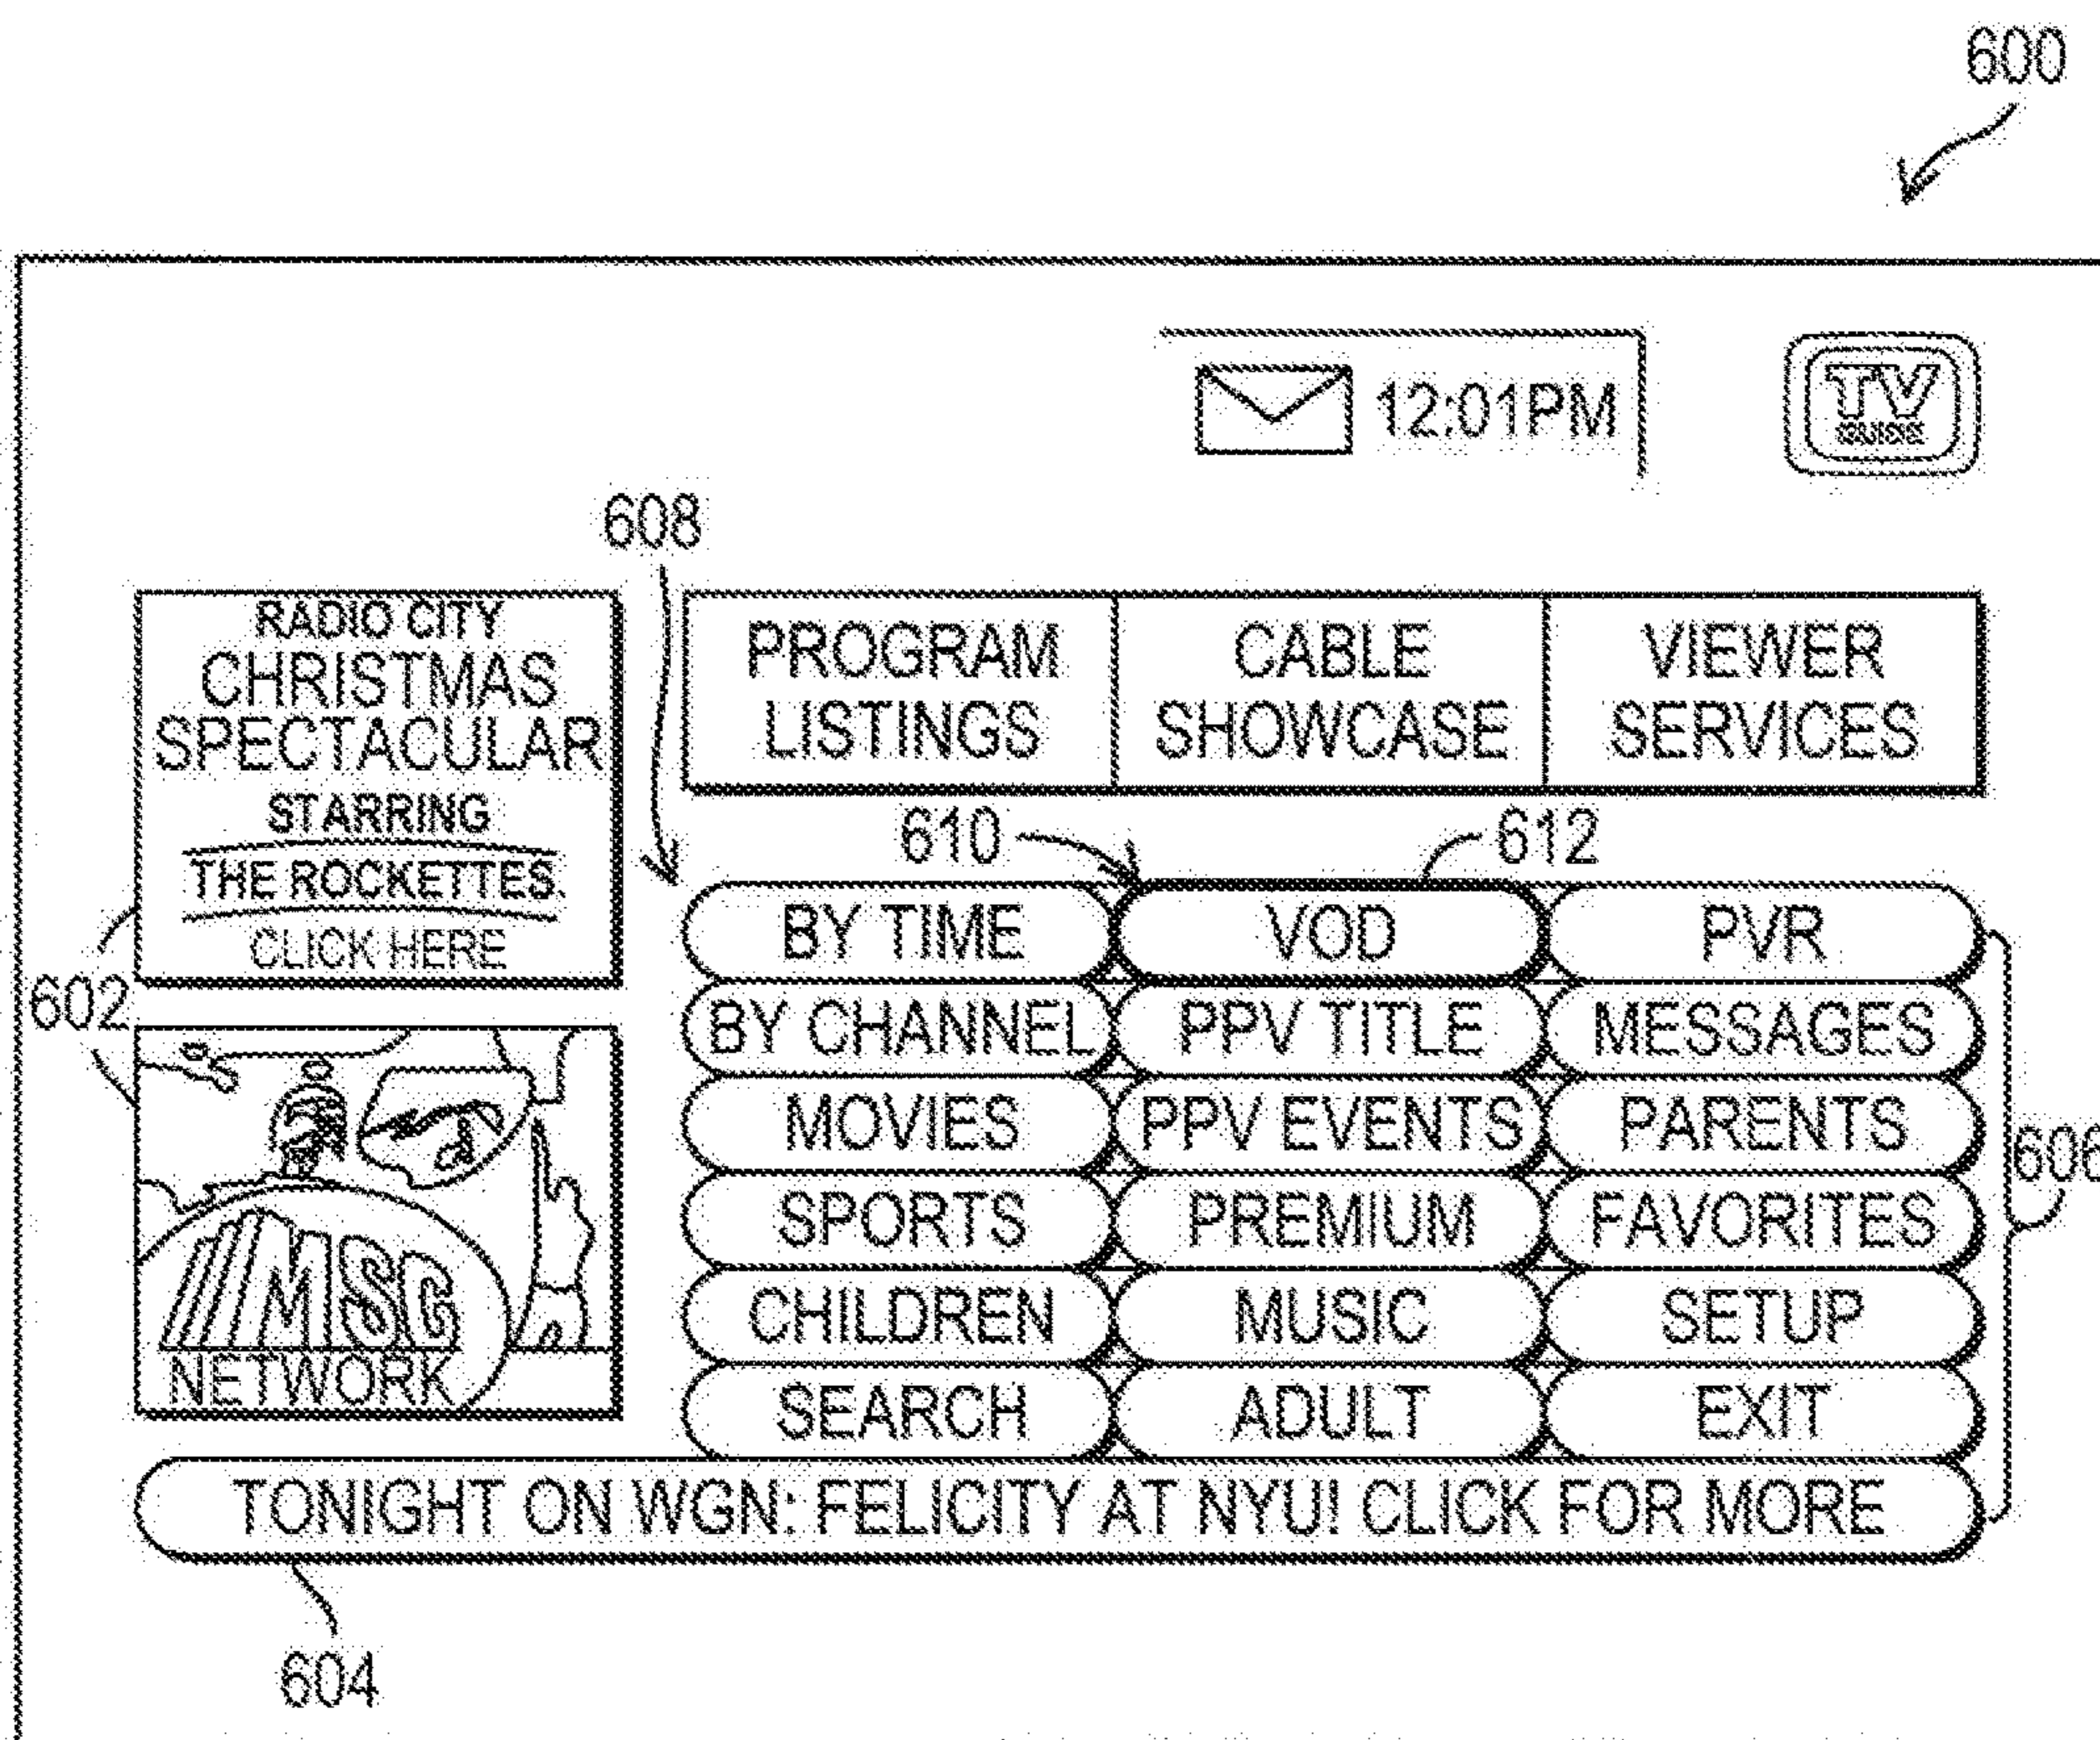 600
12:01PM
TV
GUIDE
608
RADIO CITY
CHRISTMAS
SPECTACULAR
STARRING
THE ROCKETTES.
CLICK HERE
PROGRAM
LISTINGS
CABLE
SHOWCASE
VIEWER
SERVICES
610
612
BY TIME VOD PVR
602
BY CHANNEL PPV TITLE MESSAGES
MOVIES PPV EVENTS PARENTS
606
SPORTS PREMIUM FAVORITES
MSG
NETWORK
CHILDREN MUSIC SETUP
SEARCH ADULT EXIT
TONIGHT ON WGN: FELICITY AT NYU! CLICK FOR MORE
604